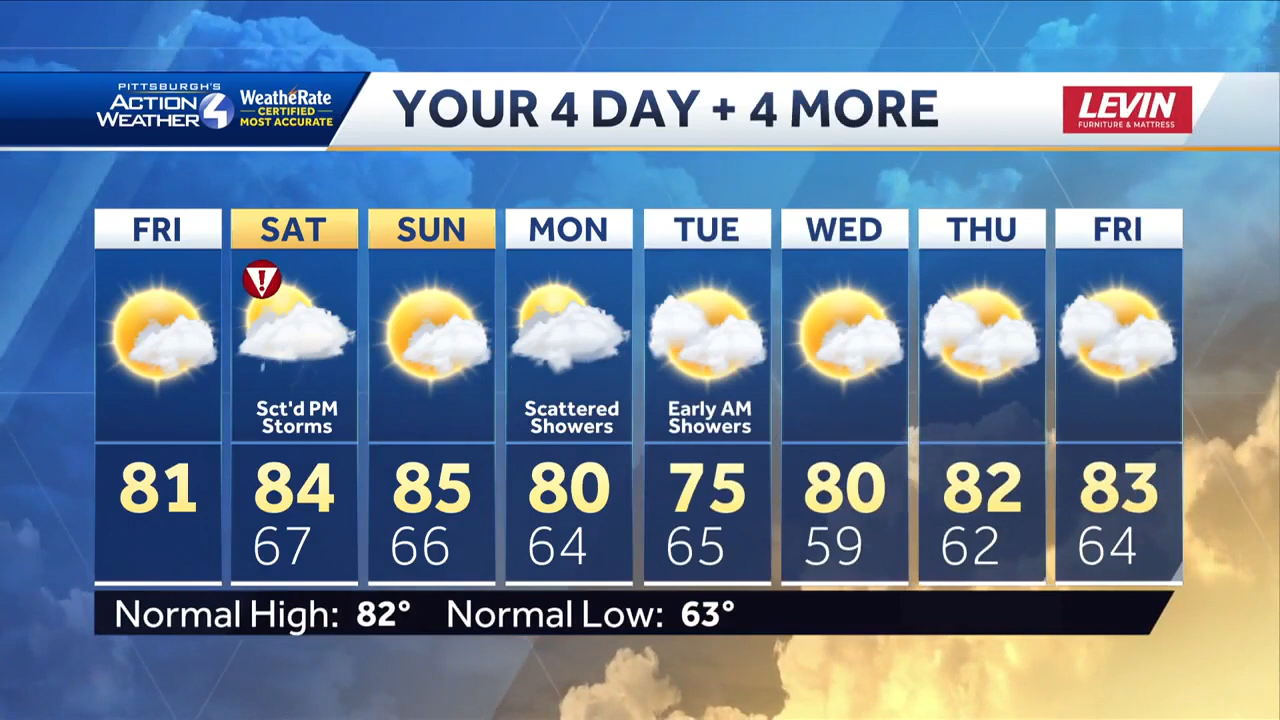 PITTSBURGH'S
ACTION
WEATHER 4
WeatheRate
CERTIFIED
MOST ACCURATE
YOUR 4 DAY + 4 MORE
LEVIN
FURNITURE & MATTRESS
FRI SAT SUN MON TUE WED THU FRI
!
Sct'd PM Scattered Early AM
Storms Showers Showers
81 84 85 80 75 80 82 83
67 66 64 65 59 62 64
Normal High: 82° Normal Low: 63°